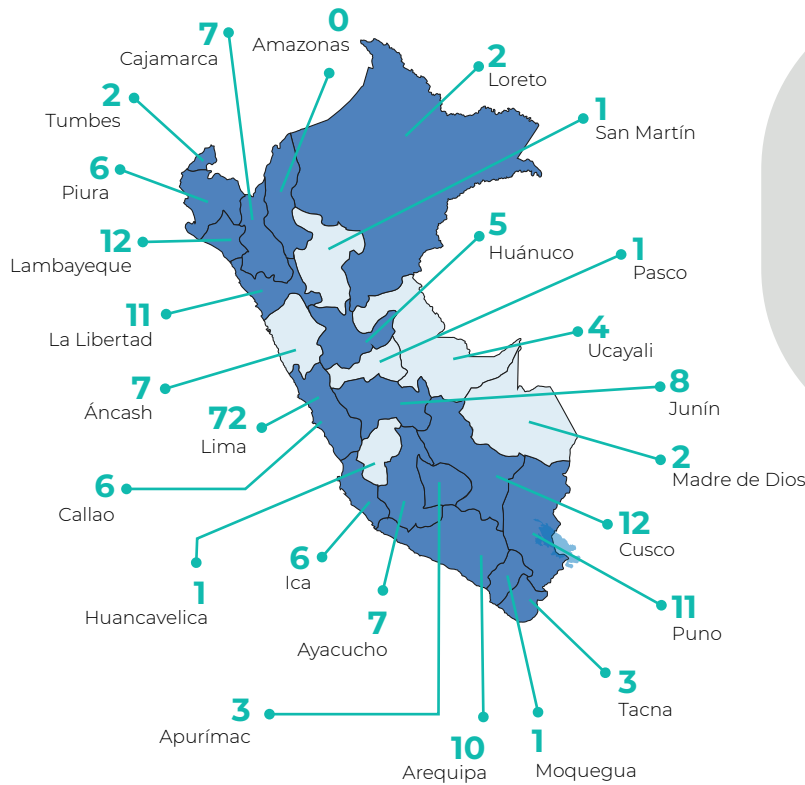 0
Amazonas
7
Cajamarca
2
Loreto
2
Tumbes
1
San Martín
6
Piura
12
Lambayeque
5
Huánuco
1
Pasco
11
La Libertad
4
Ucayali
7
Áncash
8
Junín
72
Lima
2
Madre de Dios
6
Callao
12
Cusco
6
Ica
1
Huancavelica
11
Puno
7
Ayacucho
3
Tacna
3
Apurímac
10
Arequipa
1
Moquegua